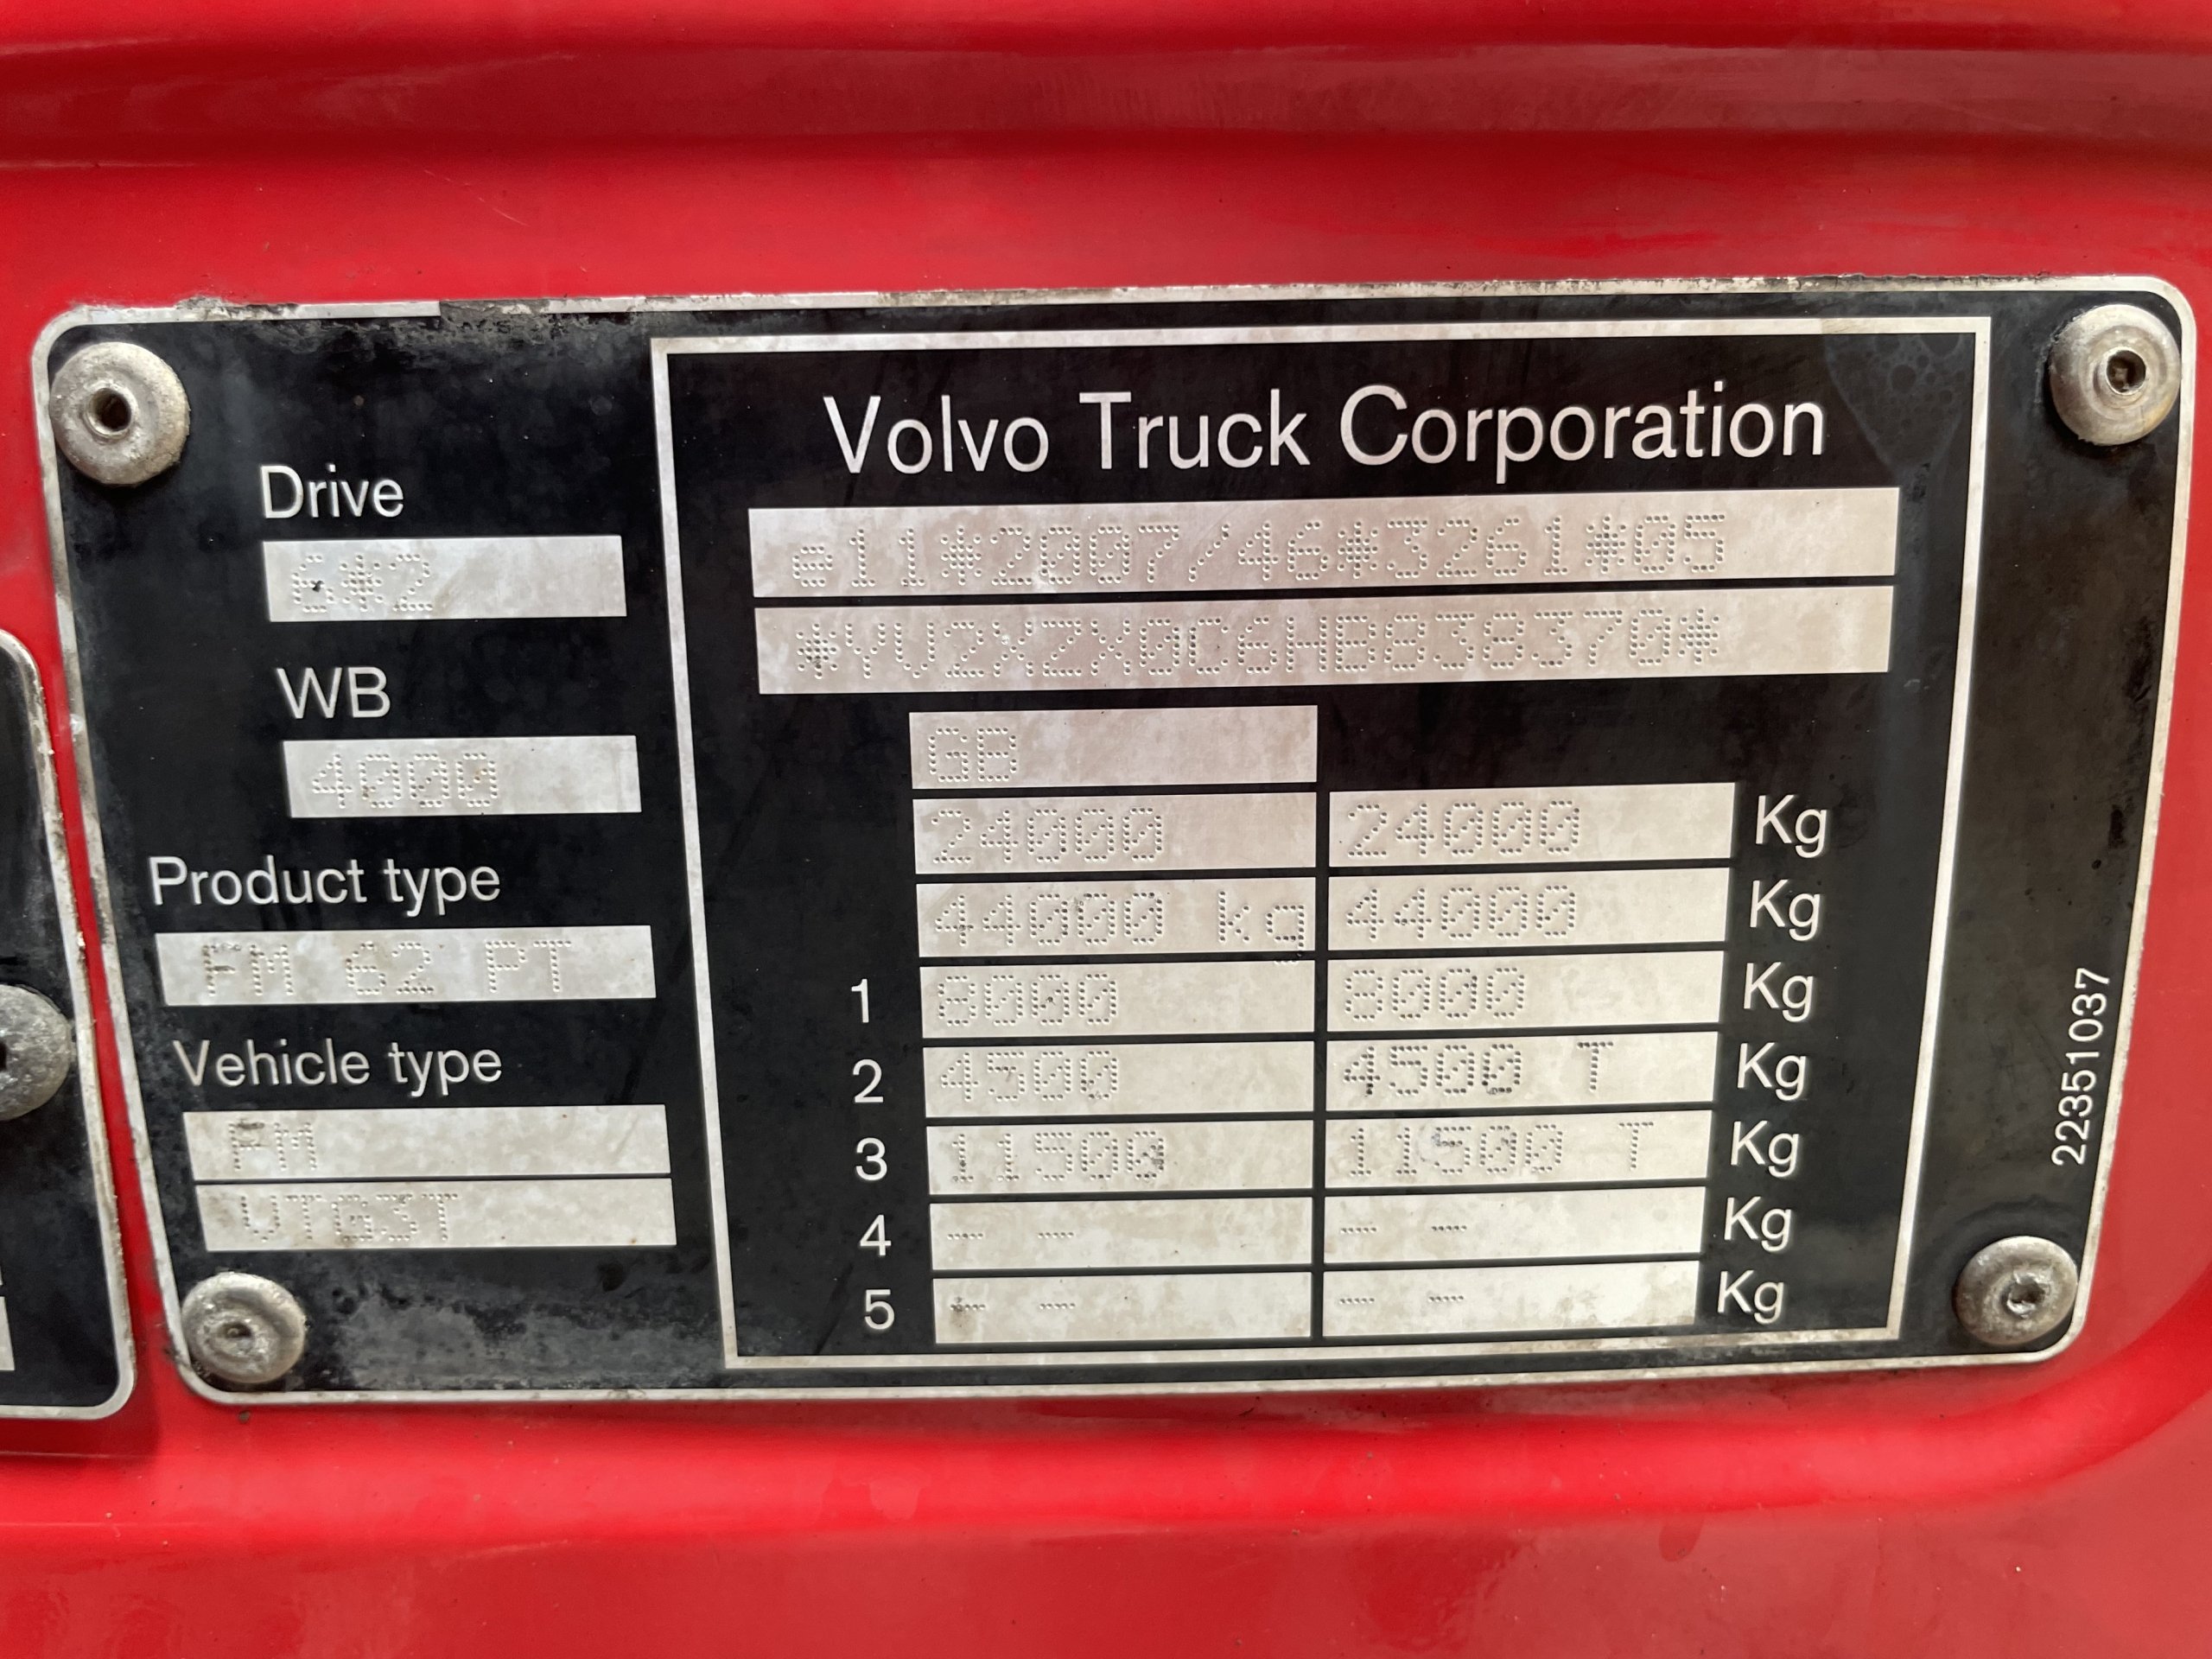 Volvo Truck Corporation
e11*2007/46*3261*05
*YV2XZX0C6HB838370*
Drive
6*2
WB
4000
Product type
FM 62 PT
Vehicle type
FM
VTG3T
GB
24000 24000 Kg
44000 kg 44000 Kg
1 8000 8000 Kg
2 4500 4500 T Kg
3 11500 11500 T Kg
4 - - - - Kg
5 - - - - Kg
22351037